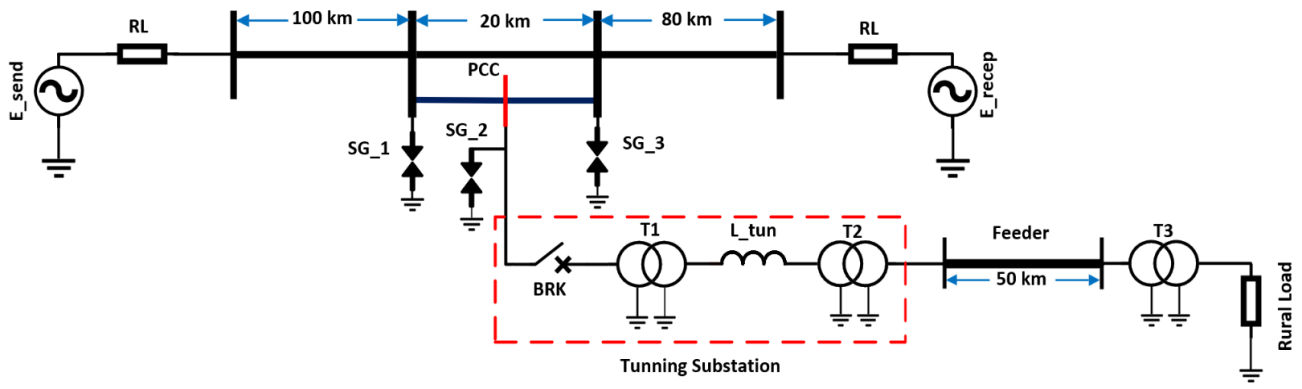 100 km
20 km
80 km
RL
RL
E_send
PCC
E_recep
SG_1
SG_2
SG_3
T1
L_tun
T2
Feeder
T3
BRK
50 km
Rural Load
Tunning Substation